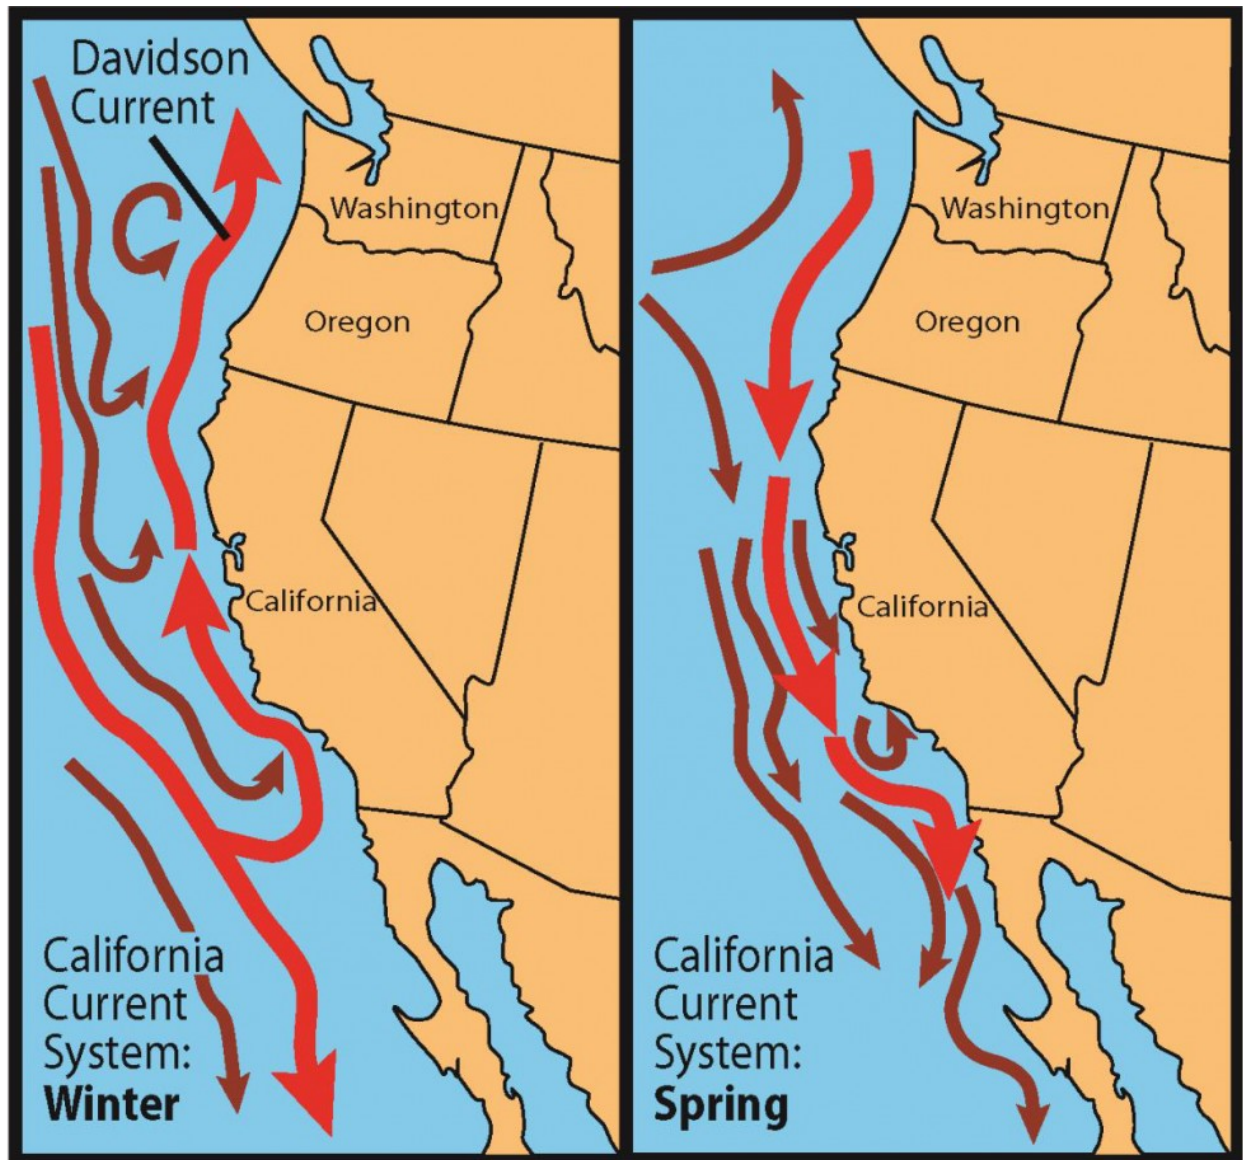 Davidson
Current
Washington
Oregon
California
California
Current
System:
Winter
Washington
Oregon
California
California
Current
System:
Spring